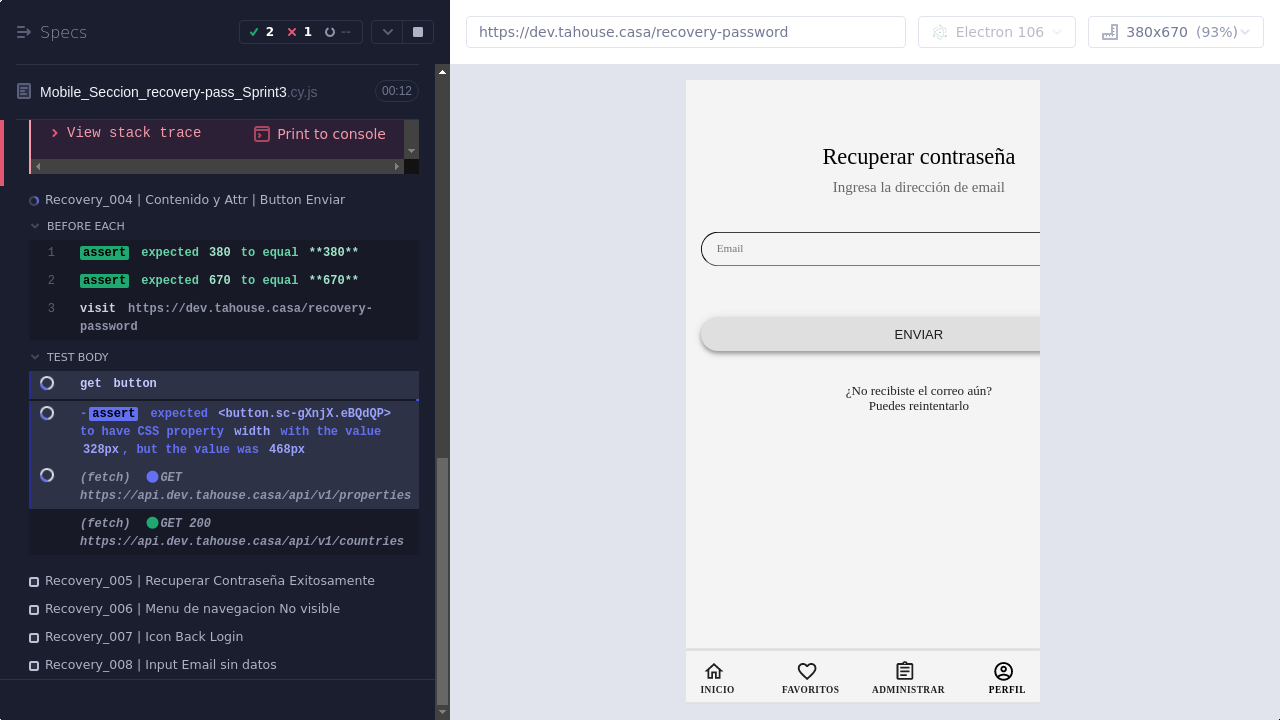 Specs
2
1
--
https://dev.tahouse.casa/recovery-password
Electron 106
380x670 (93%)
Mobile_Seccion_recovery-pass_Sprint3.cy.js
00:12
View stack trace
Print to console
Recovery_004 | Contenido y Attr | Button Enviar
BEFORE EACH
1 assert expected 380 to equal **380**
2 assert expected 670 to equal **670**
3 visit https://dev.tahouse.casa/recovery-
password
TEST BODY
get button
-assert expected <button.sc-gXnjX.eBQdQP>
to have CSS property width with the value
328px, but the value was 468px
(fetch) GET
https://api.dev.tahouse.casa/api/v1/properties
(fetch) GET 200
https://api.dev.tahouse.casa/api/v1/countries
Recovery_005 | Recuperar Contraseña Exitosamente
Recovery_006 | Menu de navegacion No visible
Recovery_007 | Icon Back Login
Recovery_008 | Input Email sin datos
Recuperar contraseña
Ingresa la dirección de email
Email
ENVIAR
¿No recibiste el correo aún?
Puedes reintentarlo
INICIO
FAVORITOS
ADMINISTRAR
PERFIL